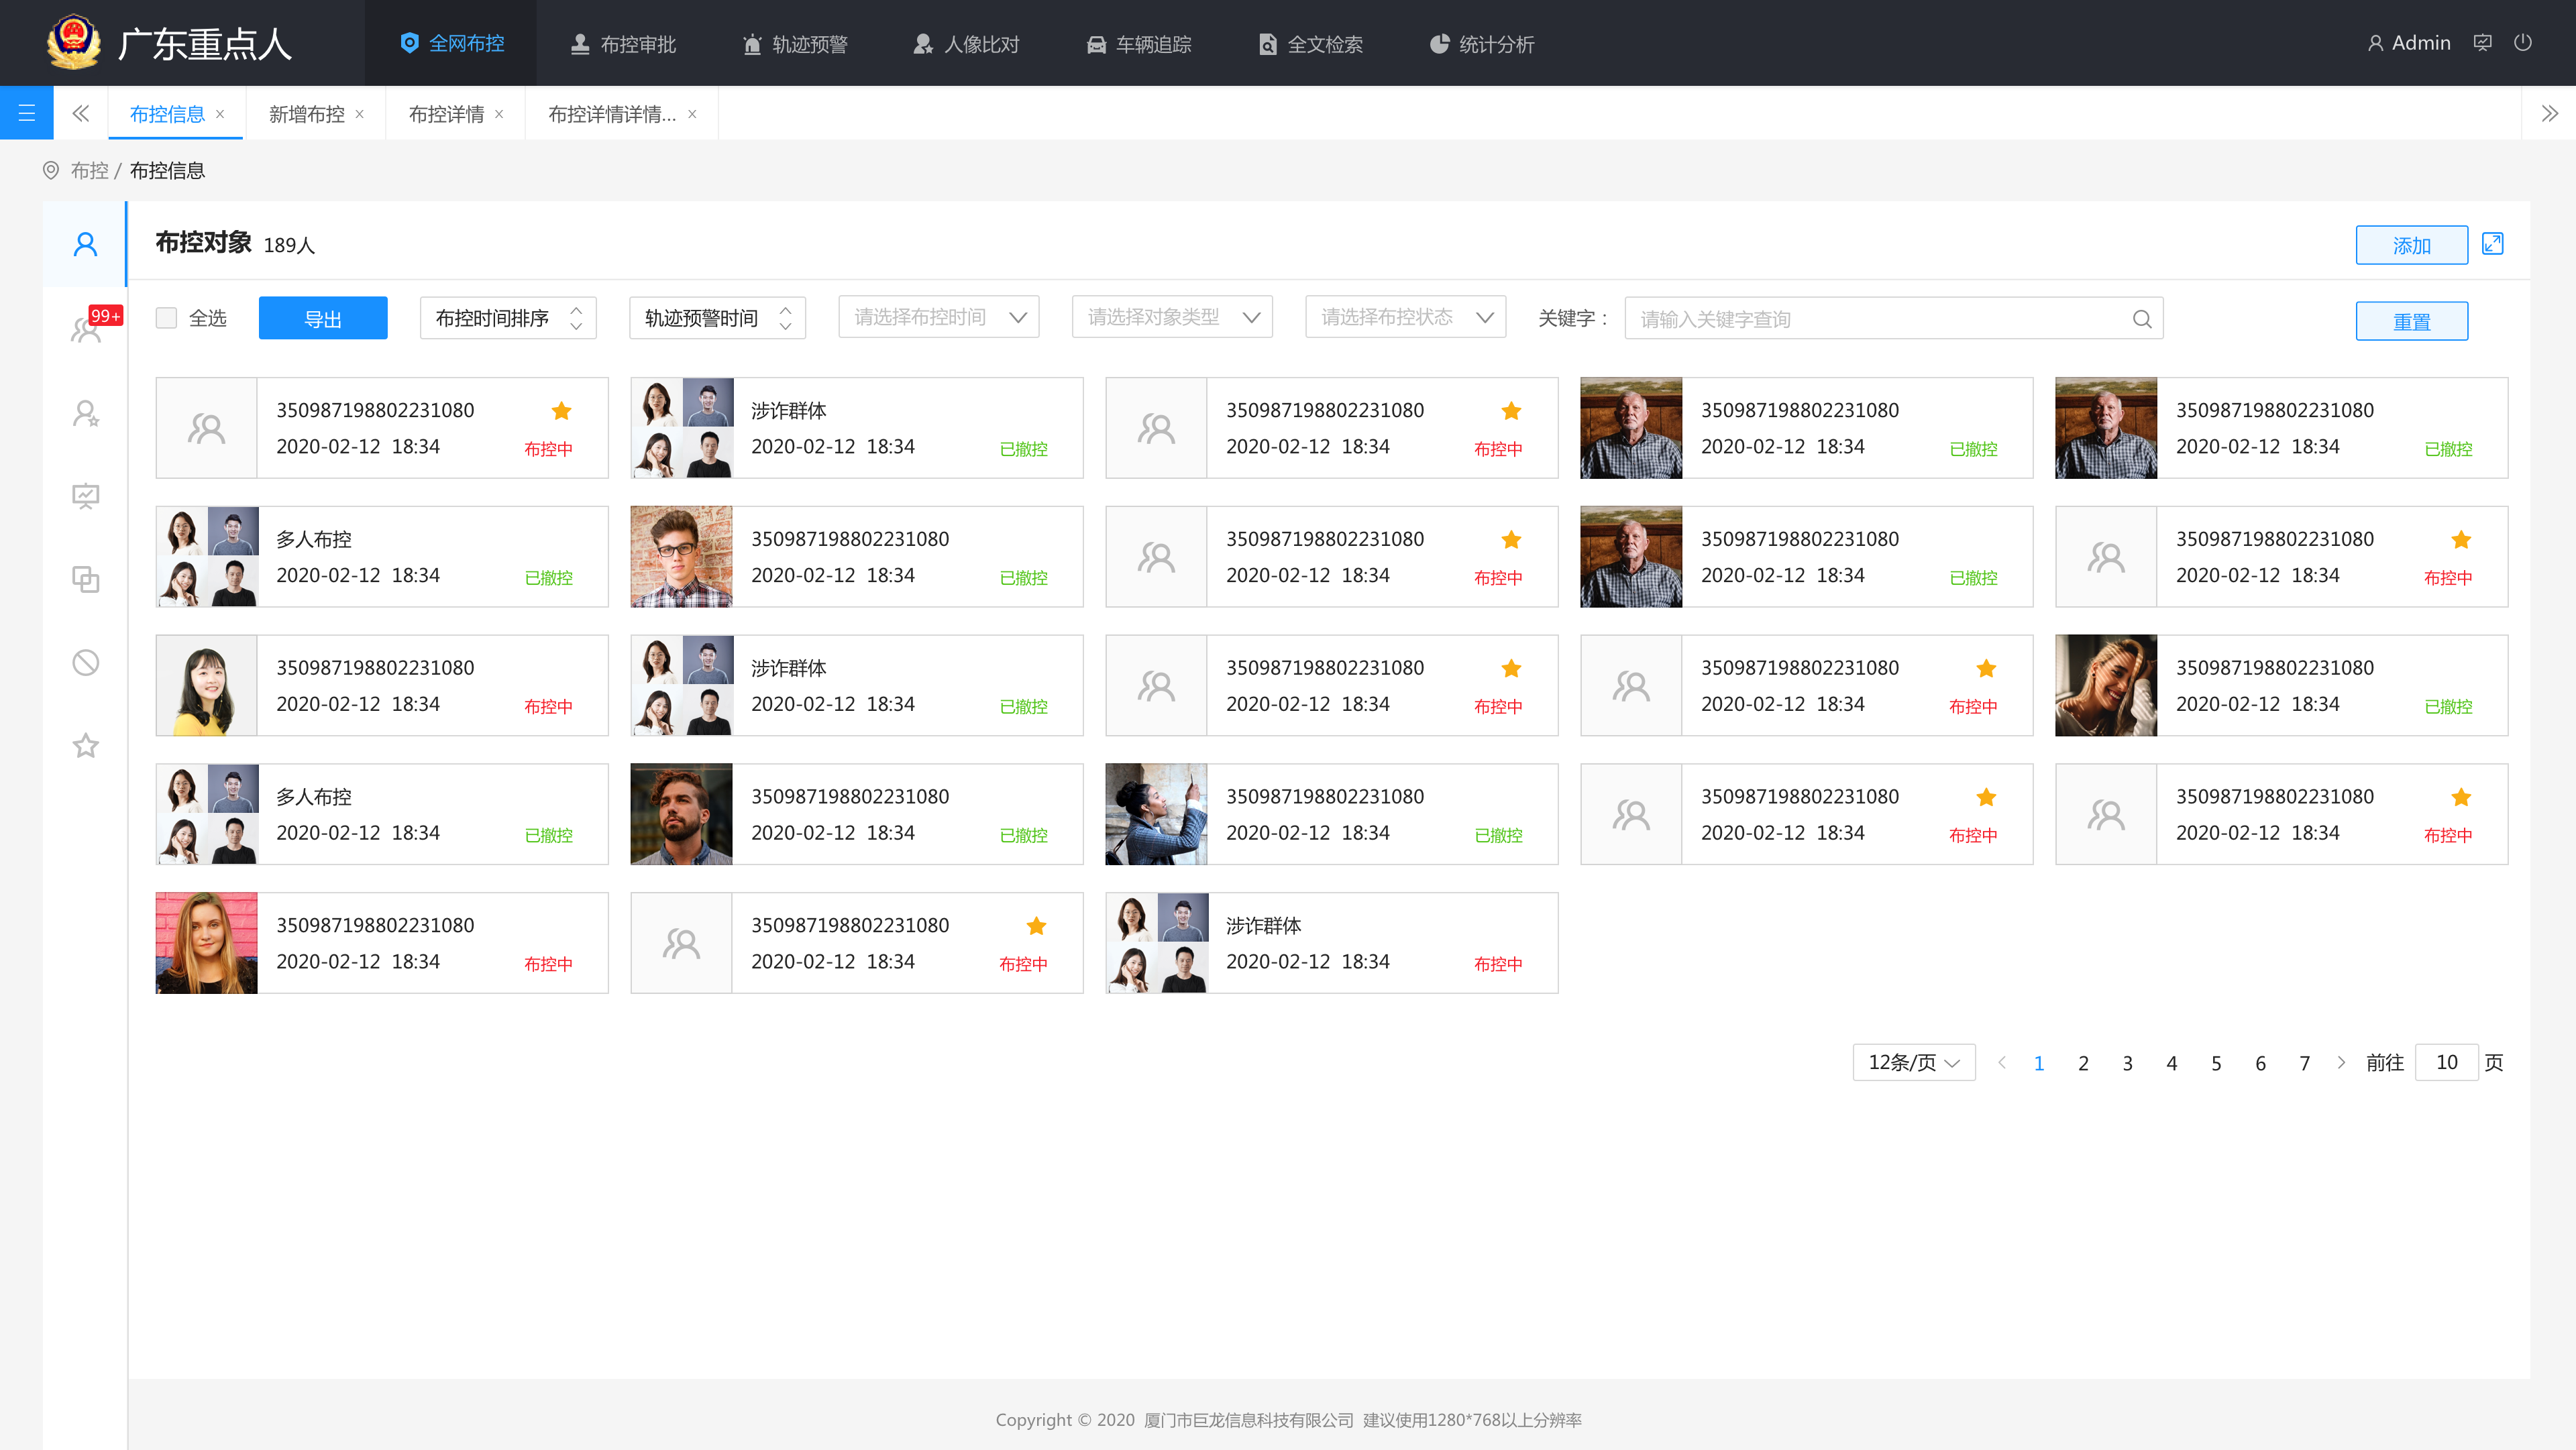 广东重点人
全网布控
布控审批
轨迹预警
人像比对
车辆追踪
全文检索
统计分析
Admin
布控信息
新增布控
布控详情
布控详情详情...
布控 / 布控信息
布控对象 189人
添加
99+
全选
导出
布控时间排序
轨迹预警时间
请选择布控时间
请选择对象类型
请选择布控状态
关键字：
请输入关键字查询
重置
350987198802231080
2020-02-12 18:34 布控中
涉诈群体
2020-02-12 18:34 已撤控
350987198802231080
2020-02-12 18:34 布控中
350987198802231080
2020-02-12 18:34 已撤控
350987198802231080
2020-02-12 18:34 已撤控
多人布控
2020-02-12 18:34 已撤控
350987198802231080
2020-02-12 18:34 已撤控
350987198802231080
2020-02-12 18:34 布控中
350987198802231080
2020-02-12 18:34 已撤控
350987198802231080
2020-02-12 18:34 布控中
350987198802231080
2020-02-12 18:34 布控中
涉诈群体
2020-02-12 18:34 已撤控
350987198802231080
2020-02-12 18:34 布控中
350987198802231080
2020-02-12 18:34 布控中
350987198802231080
2020-02-12 18:34 已撤控
多人布控
2020-02-12 18:34 已撤控
350987198802231080
2020-02-12 18:34 已撤控
350987198802231080
2020-02-12 18:34 已撤控
350987198802231080
2020-02-12 18:34 布控中
350987198802231080
2020-02-12 18:34 布控中
350987198802231080
2020-02-12 18:34 布控中
350987198802231080
2020-02-12 18:34 布控中
涉诈群体
2020-02-12 18:34 布控中
12条/页 1 2 3 4 5 6 7 前往 10 页
Copyright © 2020 厦门市巨龙信息科技有限公司 建议使用1280*768以上分辨率